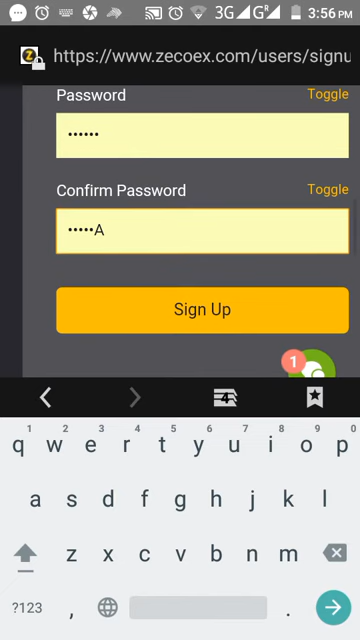 3G G R 3:56 PM
Z https://www.zecoex.com/users/signu
Password Toggle
••••••
Confirm Password Toggle
•••••A
Sign Up
1
4
1 2 3 4 5 6 7 8 9 0
q w e r t y u i o p
a s d f g h j k l
z x c v b n m
?123 , .